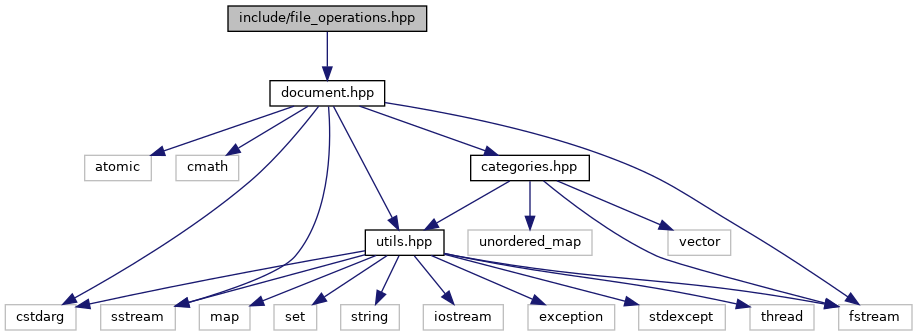 include/file_operations.hpp
document.hpp
atomic
cmath
categories.hpp
utils.hpp
unordered_map
vector
cstdarg
sstream
map
set
string
iostream
exception
stdexcept
thread
fstream